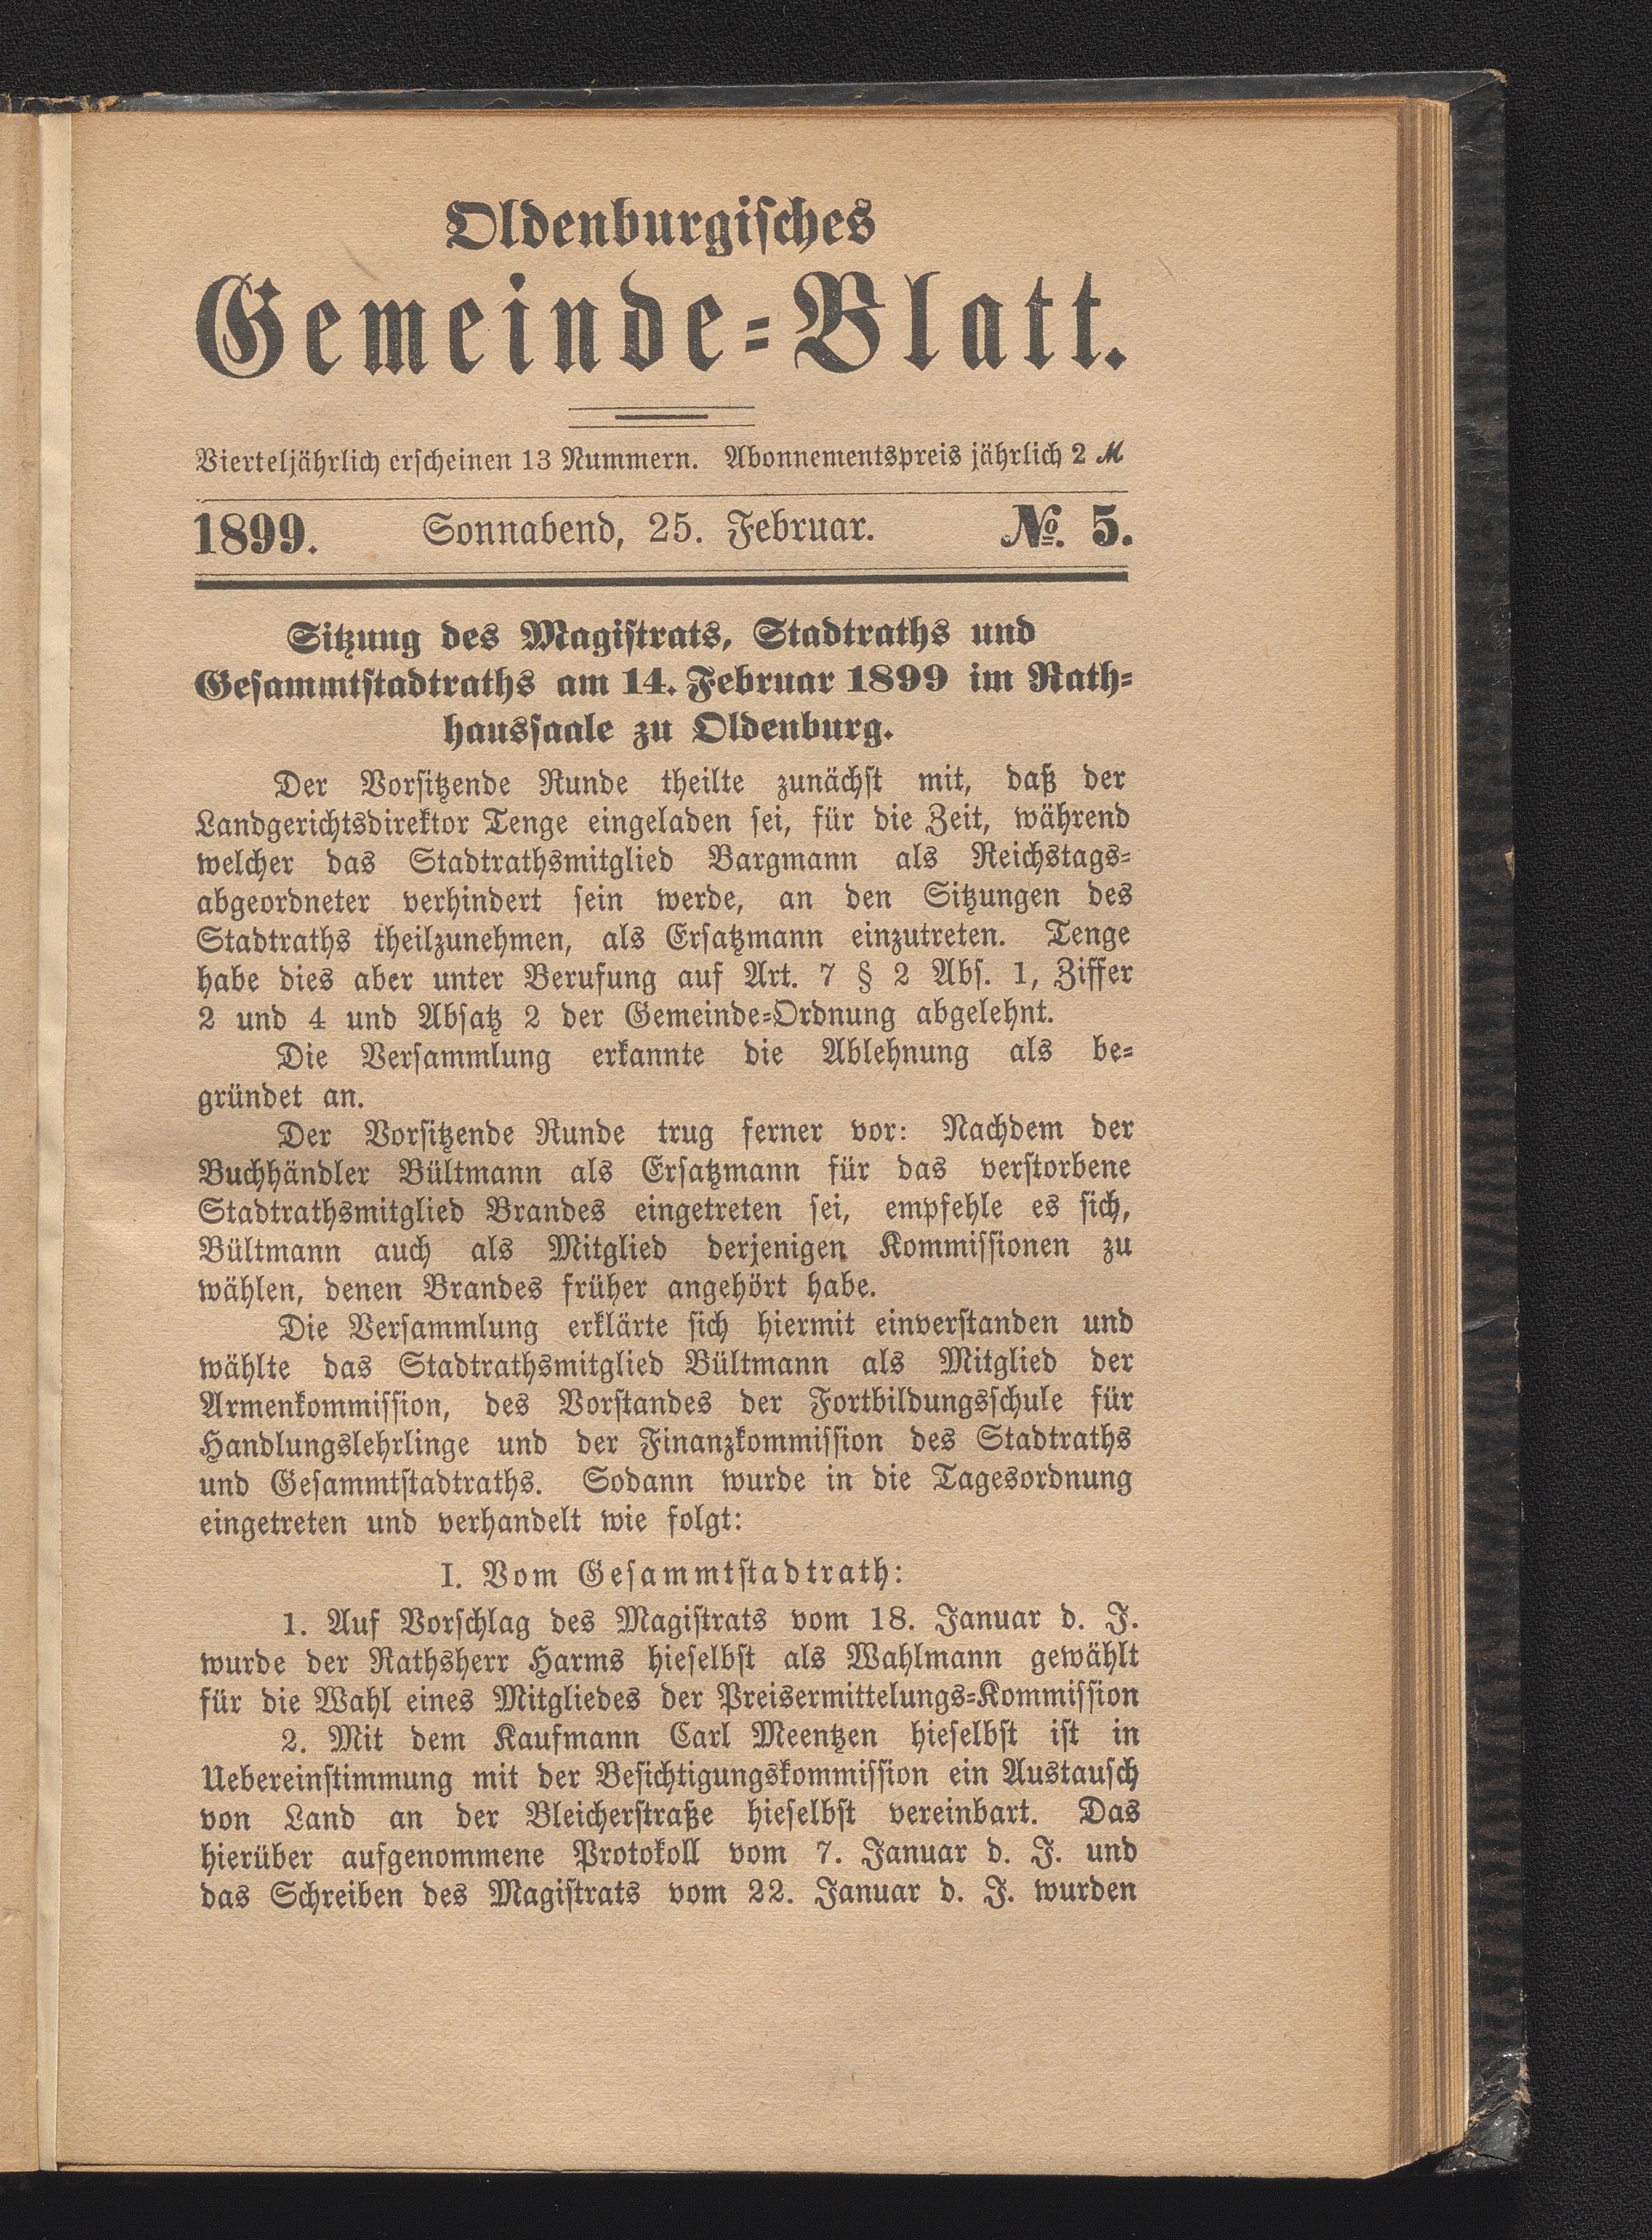 Oldenburgisches
Gemeinde-Blatt.
Vierteljährlich erscheinen 13 Nummern. Abonnementspreis jährlich 2 ℳ
1899. Sonnabend, 25. Februar. №. 5.
Sitzung des Magistrats, Stadtraths und
Gesammtstadtraths am 14. Februar 1899 im Rath-
haussaale zu Oldenburg.
Der Vorsitzende Runde theilte zunächst mit, daß der
Landgerichtsdirektor Tenge eingeladen sei, für die Zeit, während
welcher das Stadtrathsmitglied Bargmann als Reichstags-
abgeordneter verhindert sein werde, an den Sitzungen des
Stadtraths theilzunehmen, als Ersatzmann einzutreten. Tenge
habe dies aber unter Berufung auf Art. 7 § 2 Abs. 1, Ziffer
2 und 4 und Absatz 2 der Gemeinde-Ordnung abgelehnt.
Die Versammlung erkannte die Ablehnung als be-
gründet an.
Der Vorsitzende Runde trug ferner vor: Nachdem der
Buchhändler Bültmann als Ersatzmann für das verstorbene
Stadtrathsmitglied Brandes eingetreten sei, empfehle es sich,
Bültmann auch als Mitglied derjenigen Kommissionen zu
wählen, denen Brandes früher angehört habe.
Die Versammlung erklärte sich hiermit einverstanden und
wählte das Stadtrathsmitglied Bültmann als Mitglied der
Armenkommission, des Vorstandes der Fortbildungsschule für
Handlungslehrlinge und der Finanzkommission des Stadtraths
und Gesammtstadtraths. Sodann wurde in die Tagesordnung
eingetreten und verhandelt wie folgt:
I. Vom Gesammtstadtrath:
1. Auf Vorschlag des Magistrats vom 18. Januar d. J.
wurde der Rathsherr Harms hieselbst als Wahlmann gewählt
für die Wahl eines Mitgliedes der Preisermittelungs-Kommission
2. Mit dem Kaufmann Carl Meentzen hieselbst ist in
Uebereinstimmung mit der Besichtigungskommission ein Austausch
von Land an der Bleicherstraße hieselbst vereinbart. Das
hierüber aufgenommene Protokoll vom 7. Januar d. J. und
das Schreiben des Magistrats vom 22. Januar d. J. wurden